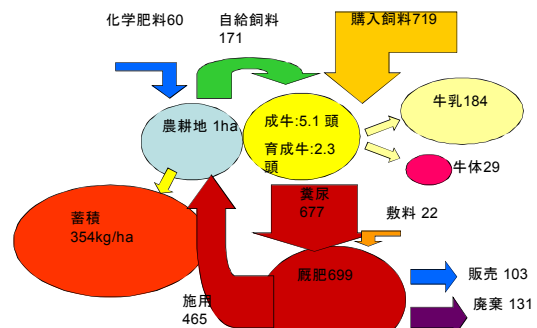 化学肥料60
自給飼料
171
購入飼料719
農耕地 1ha
成牛:5.1 頭
育成牛:2.3
頭
牛乳184
牛体29
糞尿
677
敷料 22
蓄積
354kg/ha
厩肥699
施用
465
販売 103
廃棄 131